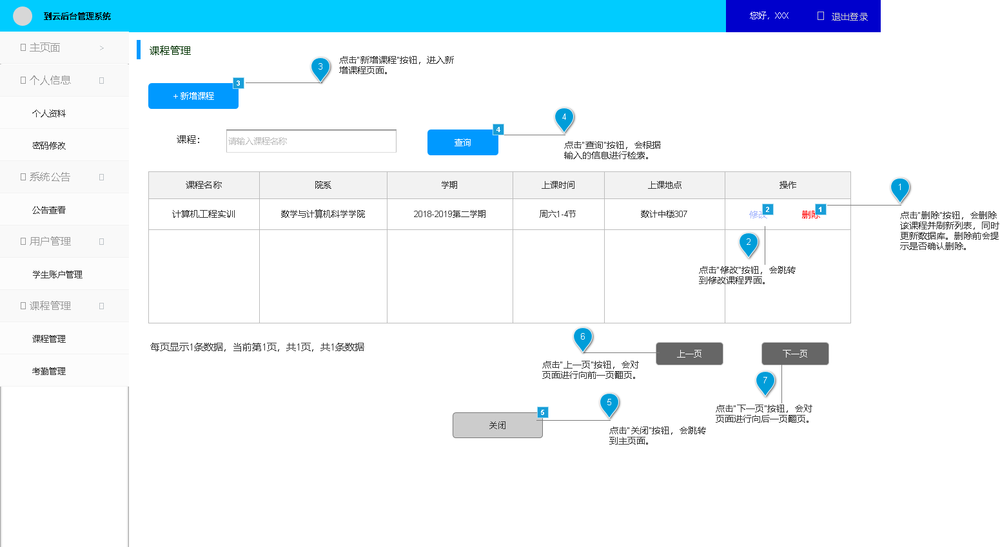 到云后台管理系统
您好，XXX
退出登录
主页面 >
个人信息
个人资料
密码修改
系统公告
公告查看
用户管理
学生账户管理
课程管理
课程管理
考勤管理
课程管理
3
点击"新增课程"按钮，进入新
增课程页面。
3
+ 新增课程
4
点击"查询"按钮，会根据
输入的信息进行检索。
课程：
请输入课程名称
查询
4
课程名称 院系 学期 上课时间 上课地点 操作
计算机工程实训 数学与计算机科学学院 2018-2019第二学期 周六1-4节 数计中楼307 修改 2 删除 1
1
点击"删除"按钮，会删除
该课程并刷新列表，同时
更新数据库。删除前会提
示是否确认删除。
2
点击"修改"按钮，会跳转
到修改课程界面。
每页显示1条数据，当前第1页，共1页，共1条数据
6
点击"上一页"按钮，会对
页面进行向前一页翻页。
上一页
下一页
7
点击"下一页"按钮，会对
页面进行向后一页翻页。
关闭
5
5
点击"关闭"按钮，会跳转
到主页面。